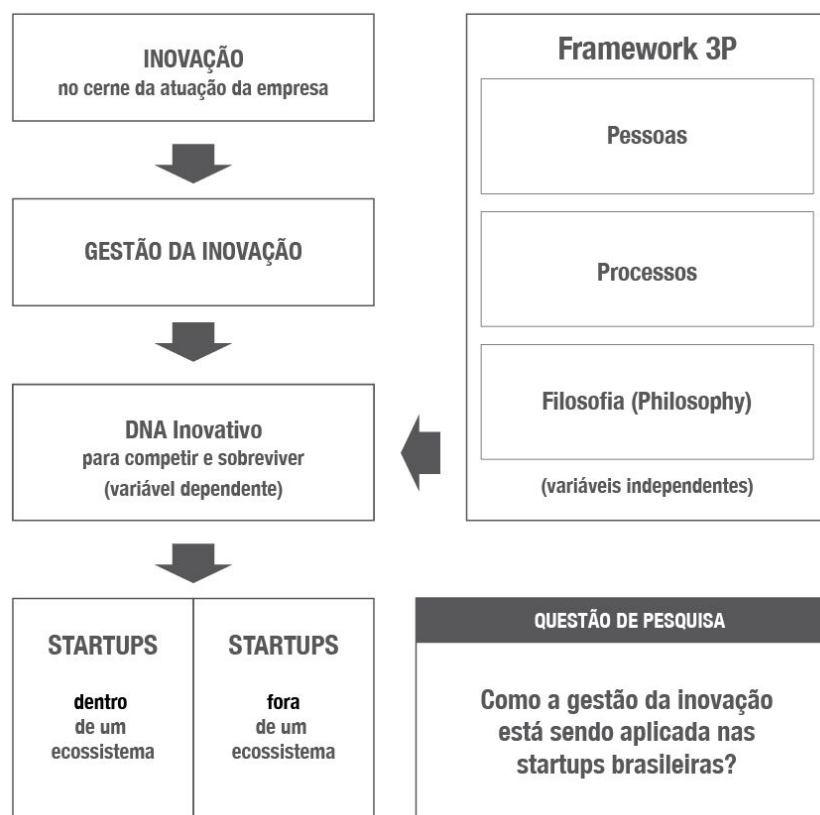 INOVAÇÃO
no cerne da atuação da empresa
GESTÃO DA INOVAÇÃO
DNA Inovativo
para competir e sobreviver
(variável dependente)
STARTUPS
dentro
de um
ecossistema
STARTUPS
fora
de um
ecossistema
Framework 3P
Pessoas
Processos
Filosofia (Philosophy)
(variáveis independentes)
QUESTÃO DE PESQUISA
Como a gestão da inovação
está sendo aplicada nas
startups brasileiras?